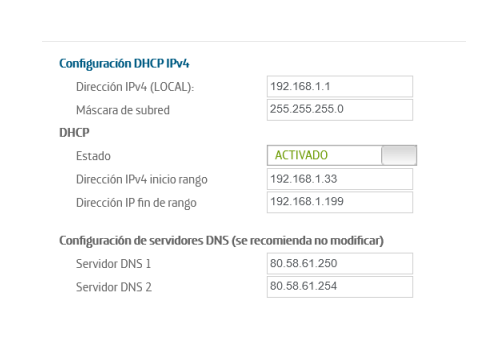 Configuración DHCP IPv4
Dirección IPv4 (LOCAL): 192.168.1.1
Máscara de subred 255.255.255.0
DHCP
Estado ACTIVADO
Dirección IPv4 inicio rango 192.168.1.33
Dirección IP fin de rango 192.168.1.199
Configuración de servidores DNS (se recomienda no modificar)
Servidor DNS 1 80.58.61.250
Servidor DNS 2 80.58.61.254